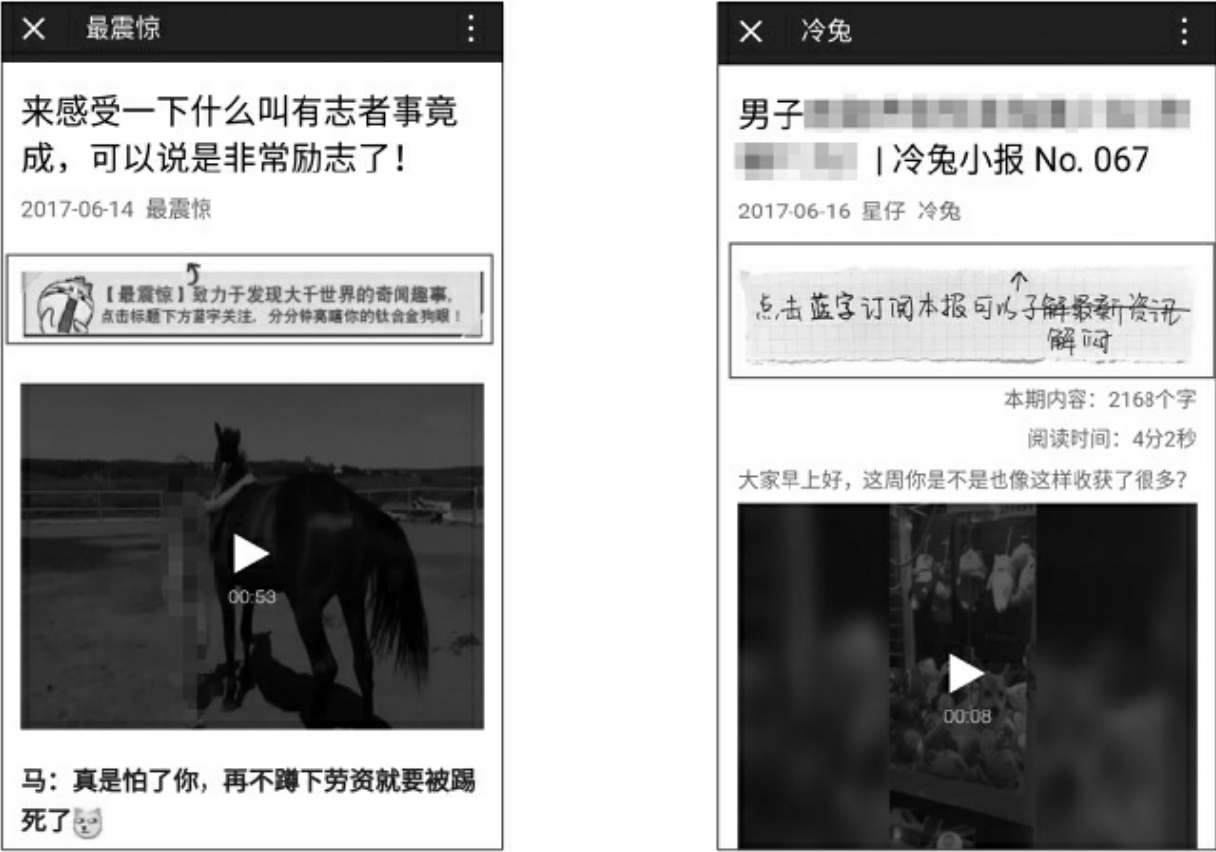 最震惊
来感受一下什么叫有志者事竟
成，可以说是非常励志了！
2017-06-14 最震惊
【最震惊】致力于发现大千世界的奇闻趣事，
点击标题下方蓝字关注，分分钟亮瞎你的钛合金狗眼！
00:53
马：真是怕了你，再不蹲下劳资就要被踢
死了
冷兔
男子
| 冷兔小报 No. 067
2017-06-16 星仔 冷兔
点击蓝字订阅本报可以了解最新资讯
解闷
本期内容：2168个字
阅读时间：4分2秒
大家早上好，这周你是不是也像这样收获了很多？
00:08